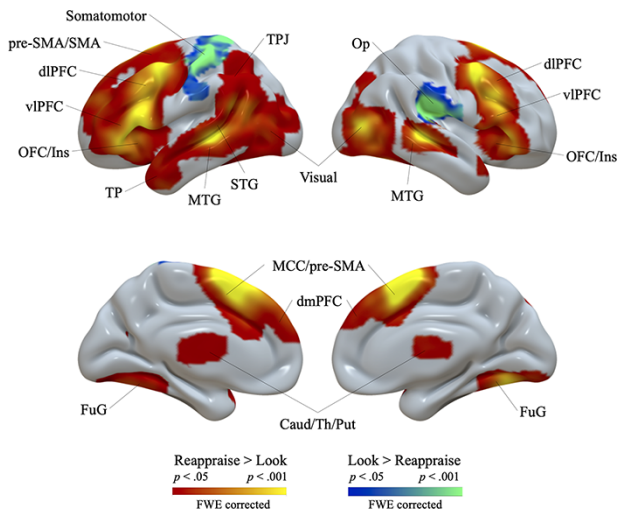 Somatomotor
pre-SMA/SMA
TPJ
Op
dlPFC
dlPFC
vlPFC
vlPFC
OFC/Ins
OFC/Ins
TP
MTG
STG
Visual
MTG
MCC/pre-SMA
dmPFC
FuG
Caud/Th/Put
FuG
Reappraise > Look
p < .05 p < .001
FWE corrected
Look > Reappraise
p < .05 p < .001
FWE corrected